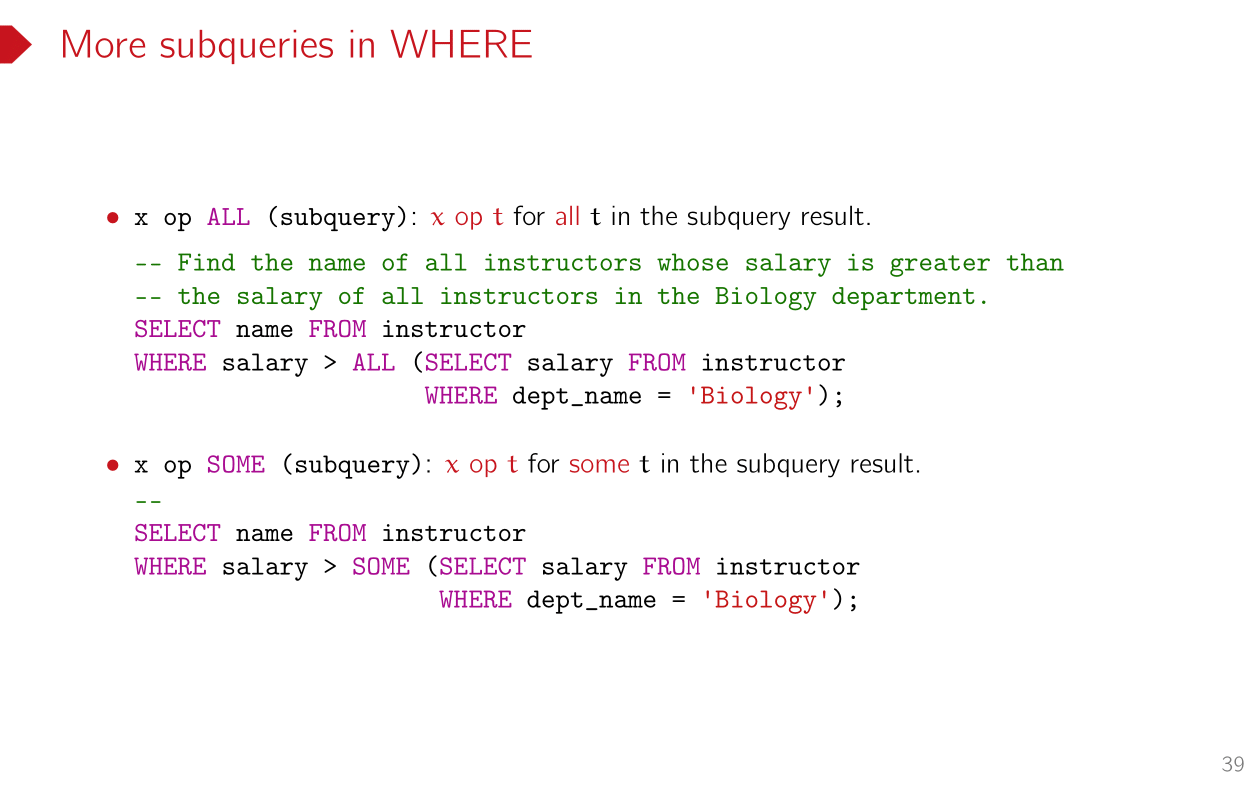 More subqueries in WHERE
• x op ALL (subquery): x op t for all t in the subquery result.
-- Find the name of all instructors whose salary is greater than
-- the salary of all instructors in the Biology department.
SELECT name FROM instructor
WHERE salary > ALL (SELECT salary FROM instructor
WHERE dept_name = 'Biology');
• x op SOME (subquery): x op t for some t in the subquery result.
--
SELECT name FROM instructor
WHERE salary > SOME (SELECT salary FROM instructor
WHERE dept_name = 'Biology');
39